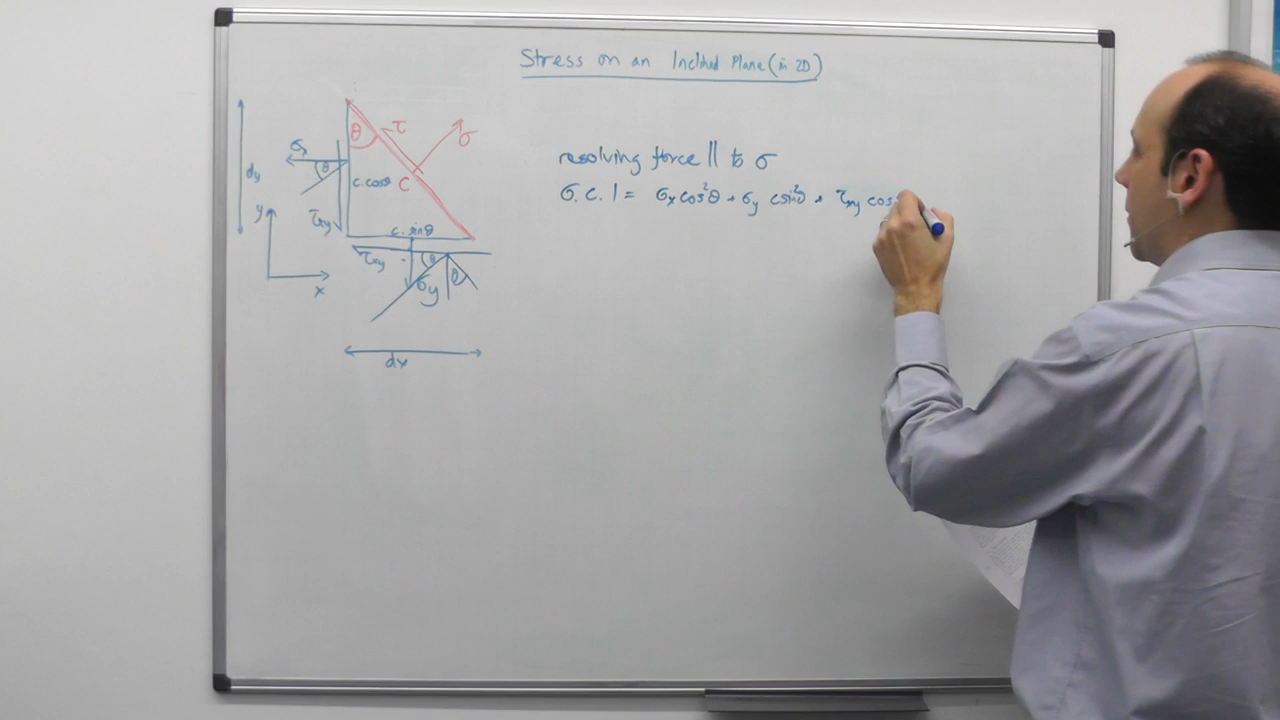 Stress on an Inclined Plane (in 2D)
θ τ σ
σx θ
dy c.cosθ C
resolving force || to σ
σ. c. 1 = σx cos²θ + σy c sin²θ + τxy cos
y τxy c. sinθ
τxy θ
x σy θ
dx